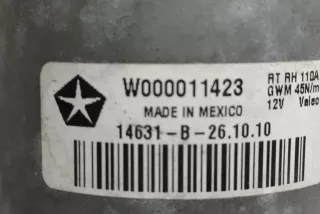 W000011423
RT RH 110A
GWM 45N/m
MADE IN MEXICO
12V Valeo
14631-B-26.10.10